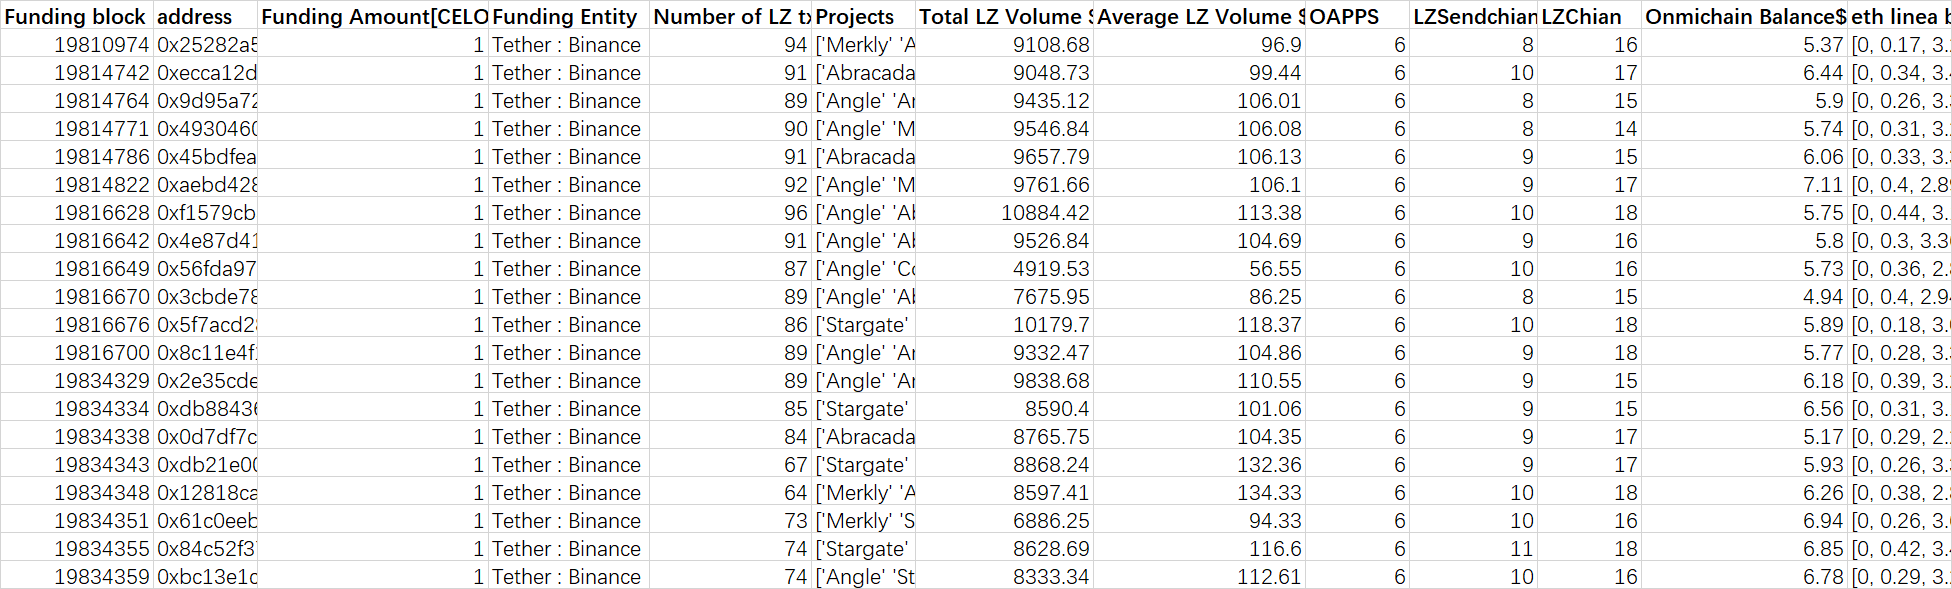 Funding block address Funding Amount[CELO Funding Entity Number of LZ tx Projects Total LZ Volume $ Average LZ Volume $ OAPPS LZSendchian LZChian Onmichain Balance$ eth linea b
19810974 0x25282a5 1 Tether : Binance 94 ['Merkly' 'A 9108.68 96.9 6 8 16 5.37 [0, 0.17, 3.
19814742 0xecca12d 1 Tether : Binance 91 ['Abracada 9048.73 99.44 6 10 17 6.44 [0, 0.34, 3.
19814764 0x9d95a72 1 Tether : Binance 89 ['Angle' 'Ar 9435.12 106.01 6 8 15 5.9 [0, 0.26, 3.
19814771 0x4930460 1 Tether : Binance 90 ['Angle' 'M 9546.84 106.08 6 8 14 5.74 [0, 0.31, 3.
19814786 0x45bdfea 1 Tether : Binance 91 ['Abracada 9657.79 106.13 6 9 15 6.06 [0, 0.33, 3.
19814822 0xaebd428 1 Tether : Binance 92 ['Angle' 'M 9761.66 106.1 6 9 17 7.11 [0, 0.4, 2.89
19816628 0xf1579cb 1 Tether : Binance 96 ['Angle' 'Al 10884.42 113.38 6 10 18 5.75 [0, 0.44, 3.
19816642 0x4e87d41 1 Tether : Binance 91 ['Angle' 'Al 9526.84 104.69 6 9 16 5.8 [0, 0.3, 3.36
19816649 0x56fda97 1 Tether : Binance 87 ['Angle' 'Co 4919.53 56.55 6 10 16 5.73 [0, 0.36, 2.
19816670 0x3cbde78 1 Tether : Binance 89 ['Angle' 'Al 7675.95 86.25 6 8 15 4.94 [0, 0.4, 2.94
19816676 0x5f7acd2 1 Tether : Binance 86 ['Stargate' 10179.7 118.37 6 10 18 5.89 [0, 0.18, 3.
19816700 0x8c11e4f 1 Tether : Binance 89 ['Angle' 'Ar 9332.47 104.86 6 9 18 5.77 [0, 0.28, 3.
19834329 0x2e35cde 1 Tether : Binance 89 ['Angle' 'Ar 9838.68 110.55 6 9 15 6.18 [0, 0.39, 3.
19834334 0xdb88436 1 Tether : Binance 85 ['Stargate' 8590.4 101.06 6 9 15 6.56 [0, 0.31, 3.
19834338 0x0d7df7c 1 Tether : Binance 84 ['Abracada 8765.75 104.35 6 9 17 5.17 [0, 0.29, 2.
19834343 0xdb21e00 1 Tether : Binance 67 ['Stargate' 8868.24 132.36 6 9 17 5.93 [0, 0.26, 3.
19834348 0x12818ca 1 Tether : Binance 64 ['Merkly' 'A 8597.41 134.33 6 10 18 6.26 [0, 0.38, 2.
19834351 0x61c0eeb 1 Tether : Binance 73 ['Merkly' 'S 6886.25 94.33 6 10 16 6.94 [0, 0.26, 3.
19834355 0x84c52f3 1 Tether : Binance 74 ['Stargate' 8628.69 116.6 6 11 18 6.85 [0, 0.42, 3.
19834359 0xbc13e1c 1 Tether : Binance 74 ['Angle' 'St 8333.34 112.61 6 10 16 6.78 [0, 0.29, 3.